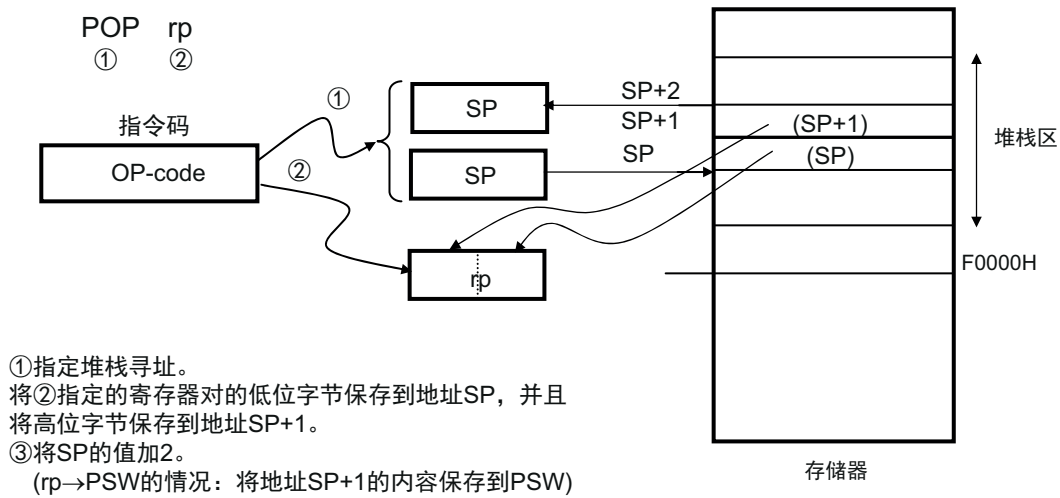 POP rp
① ②
指令码
OP-code
①
②
SP
SP
rp
SP+2
SP+1
SP
(SP+1)
(SP)
堆栈区
F0000H
存储器
①指定堆栈寻址。
将②指定的寄存器对的低位字节保存到地址SP，并且
将高位字节保存到地址SP+1。
③将SP的值加2。
(rp→PSW的情况：将地址SP+1的内容保存到PSW)